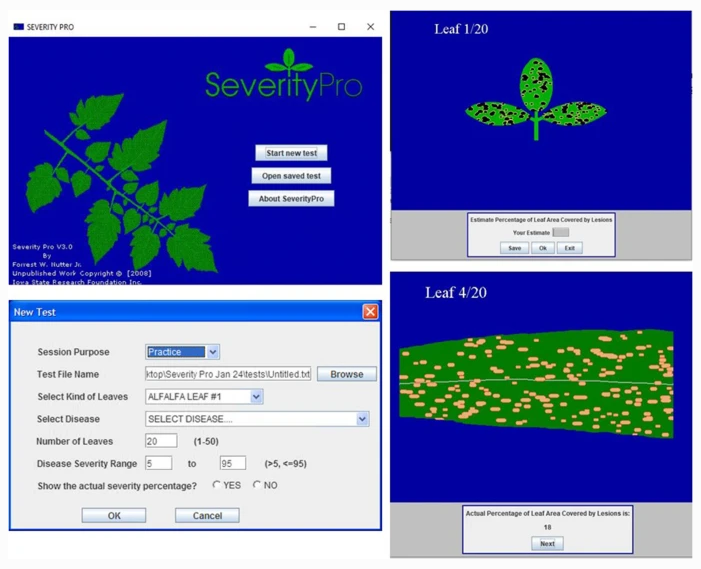 SEVERITY PRO
SeverityPro
Start new test
Open saved test
About SeverityPro
Severity Pro V3.0
By
Forrest W. Nutter Jr.
Unpublished Work Copyright © [2008]
Iowa State Research Foundation Inc.
Leaf 1/20
Estimate Percentage of Leaf Area Covered by Lesions
Your Estimate
Save Ok Exit
New Test
Session Purpose Practice
Test File Name ktop\Severity Pro Jan 24\tests\Untitled.txt Browse
Select Kind of Leaves ALFALFA LEAF #1
Select Disease SELECT DISEASE....
Number of Leaves 20 (1-50)
Disease Severity Range 5 to 95 (>5, <=95)
Show the actual severity percentage? YES NO
OK Cancel
Leaf 4/20
Actual Percentage of Leaf Area Covered by Lesions is:
18
Next